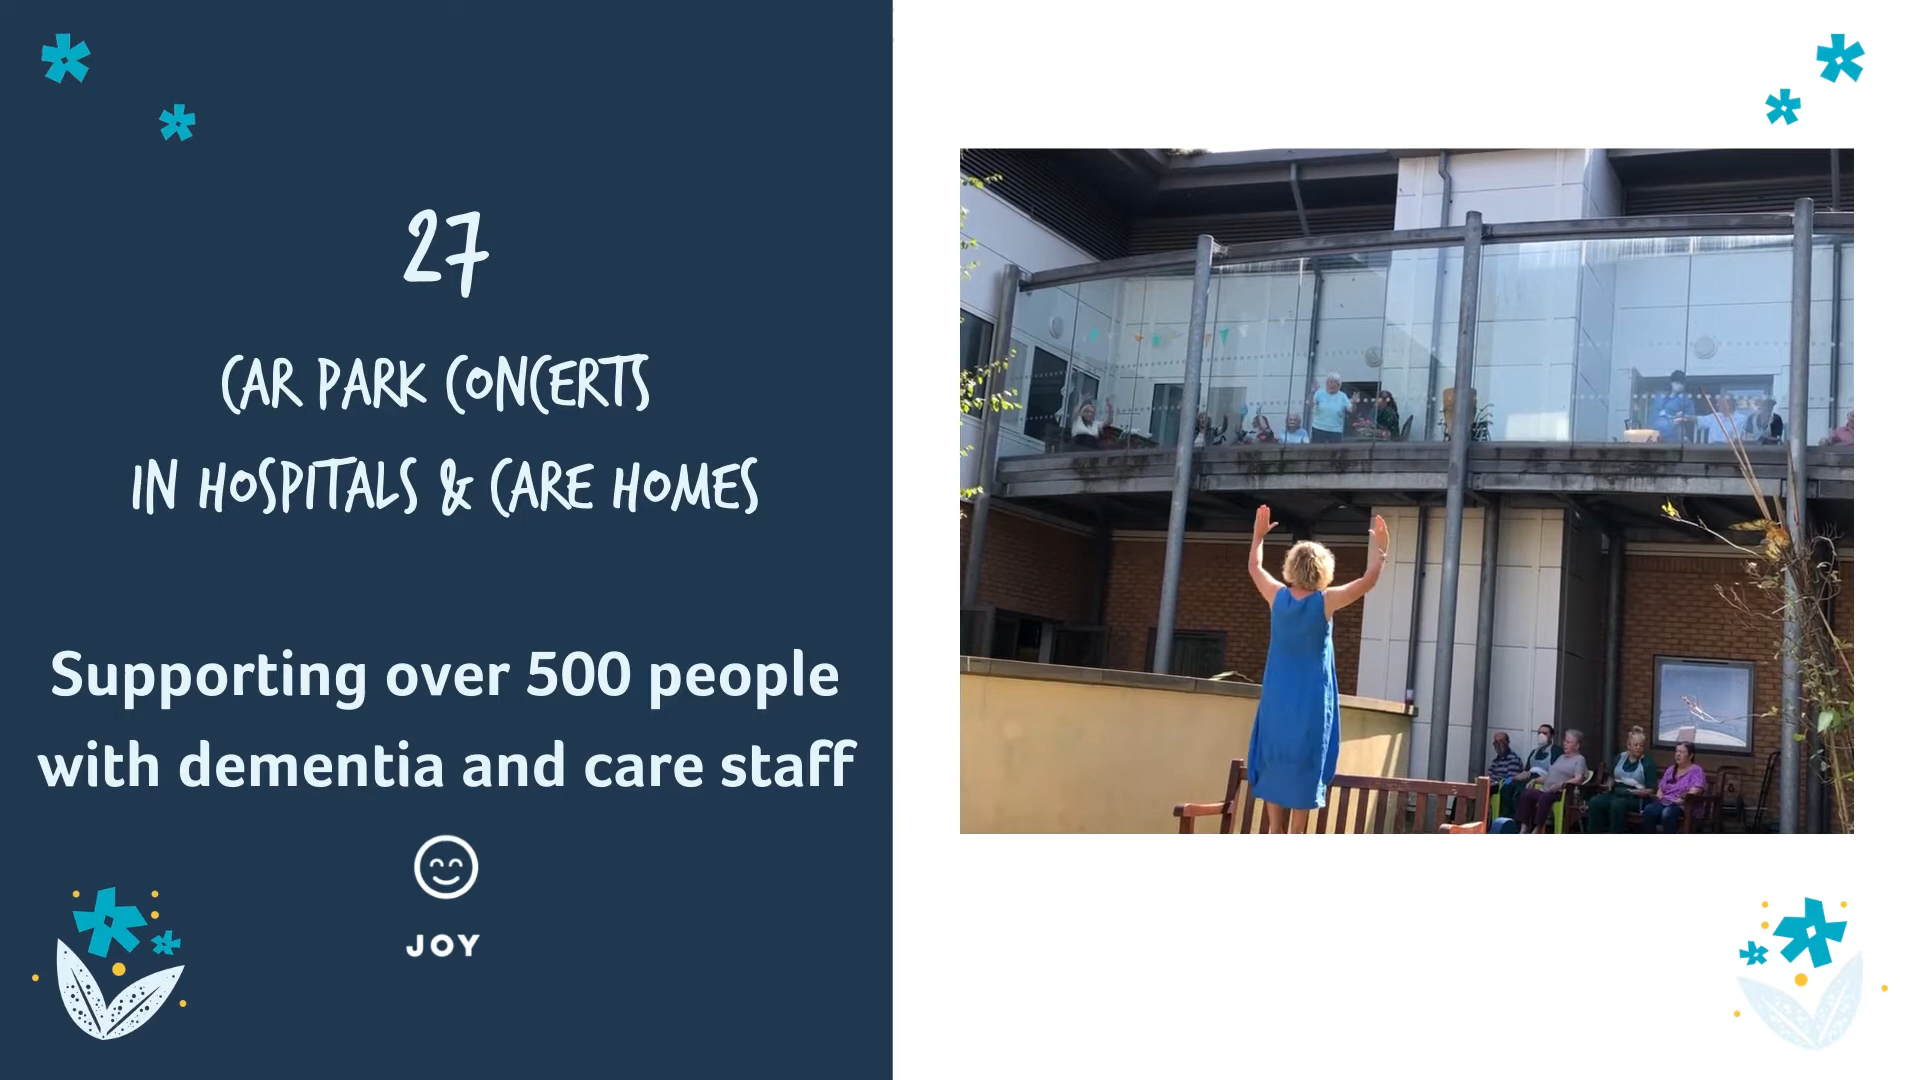 27
CAR PARK CONCERTS
IN HOSPITALS & CARE HOMES
Supporting over 500 people
with dementia and care staff
JOY